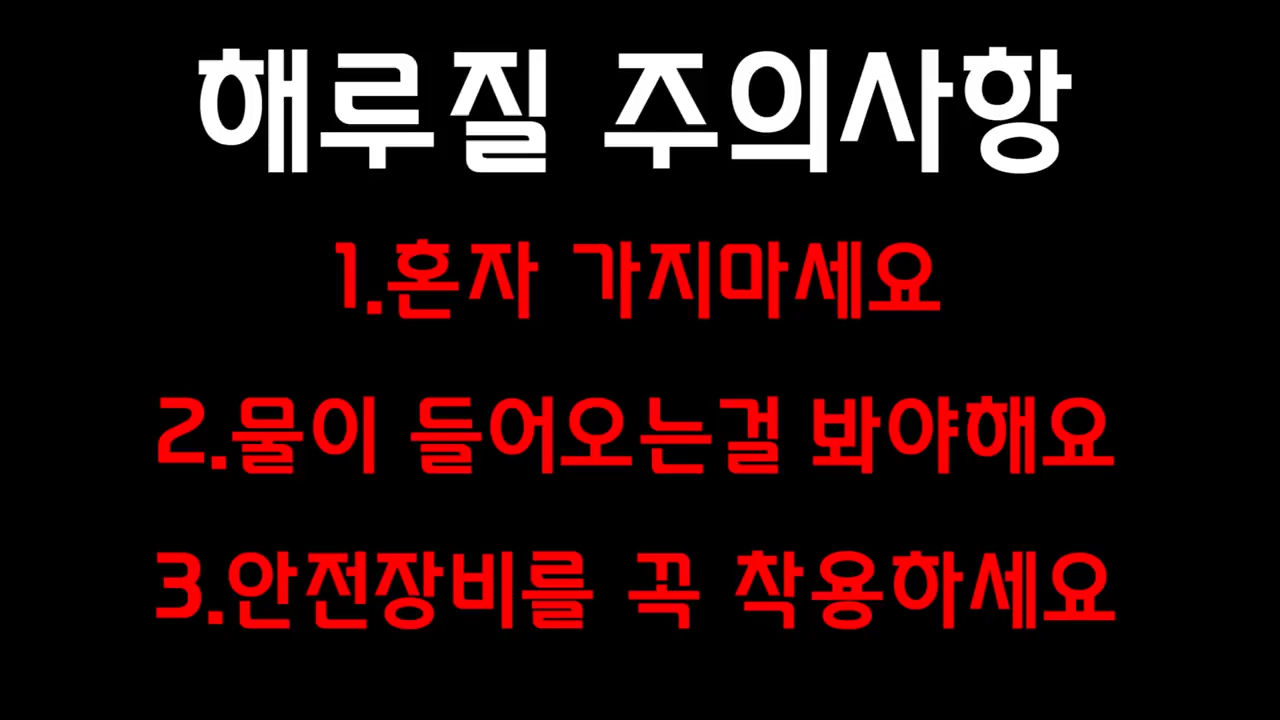 해루질 주의사항
1.혼자 가지마세요
2.물이 들어오는걸 봐야해요
3.안전장비를 꼭 착용하세요